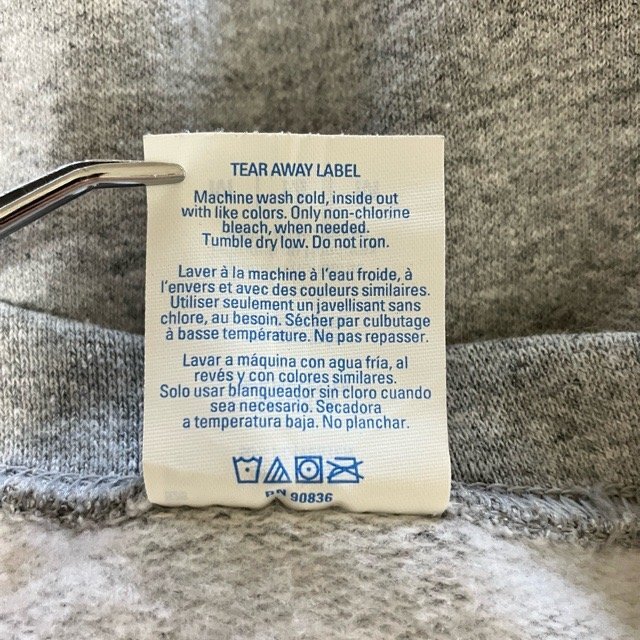 TEAR AWAY LABEL
Machine wash cold, inside out
with like colors. Only non-chlorine
bleach, when needed.
Tumble dry low. Do not iron.
Laver à la machine à l'eau froide, à
l'envers et avec des couleurs similaires.
Utiliser seulement un javellisant sans
chlore, au besoin. Sécher par culbutage
à basse température. Ne pas repasser.
Lavar a máquina con agua fría, al
revés y con colores similares.
Solo usar blanqueador sin cloro cuando
sea necesario. Secadora
a temperatura baja. No planchar.
RN 90836